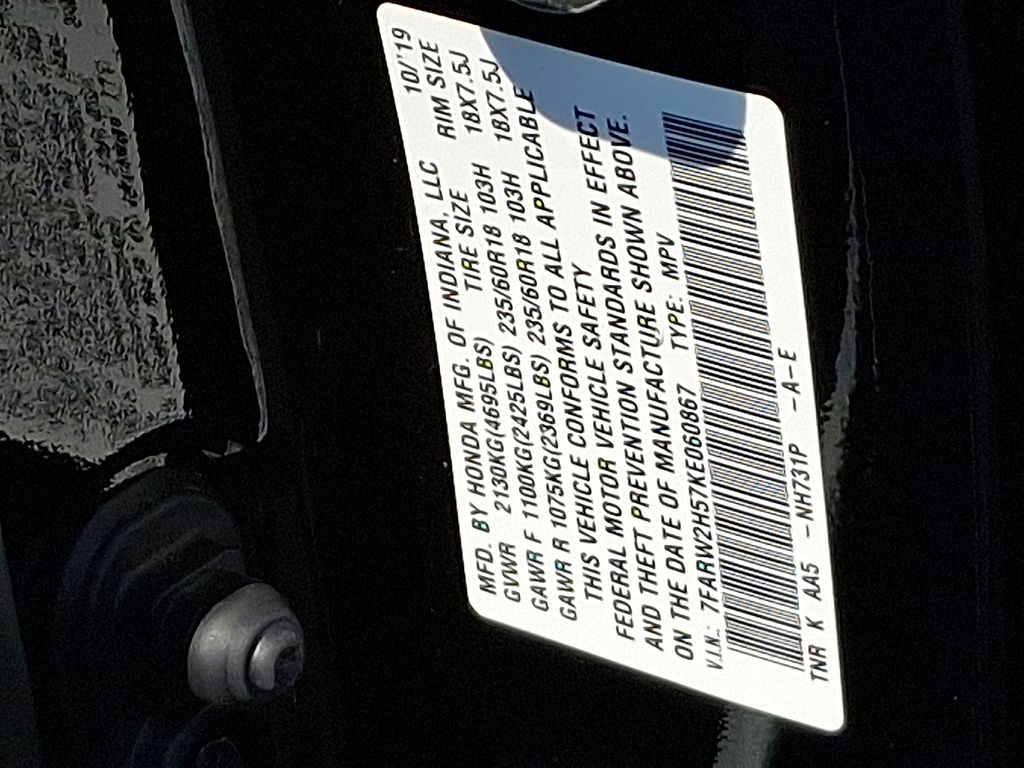 MFD. BY HONDA MFG. OF INDIANA, LLC 10/'19
GVWR 2130KG(4695LBS) TIRE SIZE RIM SIZE
GAWR F 1100KG(2425LBS) 235/60R18 103H 18X7.5J
GAWR R 1075KG(2369LBS) 235/60R18 103H 18X7.5J
THIS VEHICLE CONFORMS TO ALL APPLICABLE
FEDERAL MOTOR VEHICLE SAFETY
AND THEFT PREVENTION STANDARDS IN EFFECT
ON THE DATE OF MANUFACTURE SHOWN ABOVE.
V.I.N.: 7FARW2H57KE060867 TYPE: MPV
TNR K AA5 -NH731P -A-E